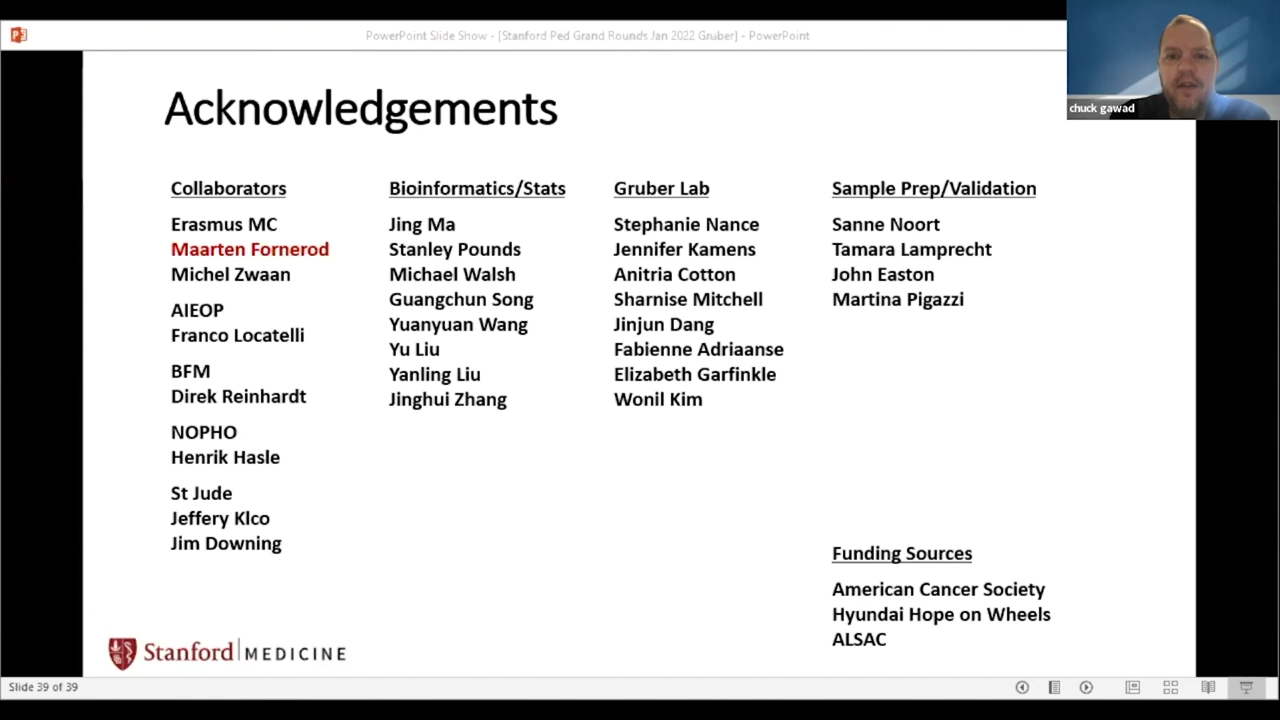 PowerPoint Slide Show - [Stanford Ped Grand Rounds Jan 2022 Gruber] - PowerPoint
chuck gawad
Acknowledgements
Collaborators
Erasmus MC
Maarten Fornerod
Michel Zwaan
AIEOP
Franco Locatelli
BFM
Direk Reinhardt
NOPHO
Henrik Hasle
St Jude
Jeffery Klco
Jim Downing
Bioinformatics/Stats
Jing Ma
Stanley Pounds
Michael Walsh
Guangchun Song
Yuanyuan Wang
Yu Liu
Yanling Liu
Jinghui Zhang
Gruber Lab
Stephanie Nance
Jennifer Kamens
Anitria Cotton
Sharnise Mitchell
Jinjun Dang
Fabienne Adriaanse
Elizabeth Garfinkle
Wonil Kim
Sample Prep/Validation
Sanne Noort
Tamara Lamprecht
John Easton
Martina Pigazzi
Funding Sources
American Cancer Society
Hyundai Hope on Wheels
ALSAC
Stanford MEDICINE
Slide 39 of 39